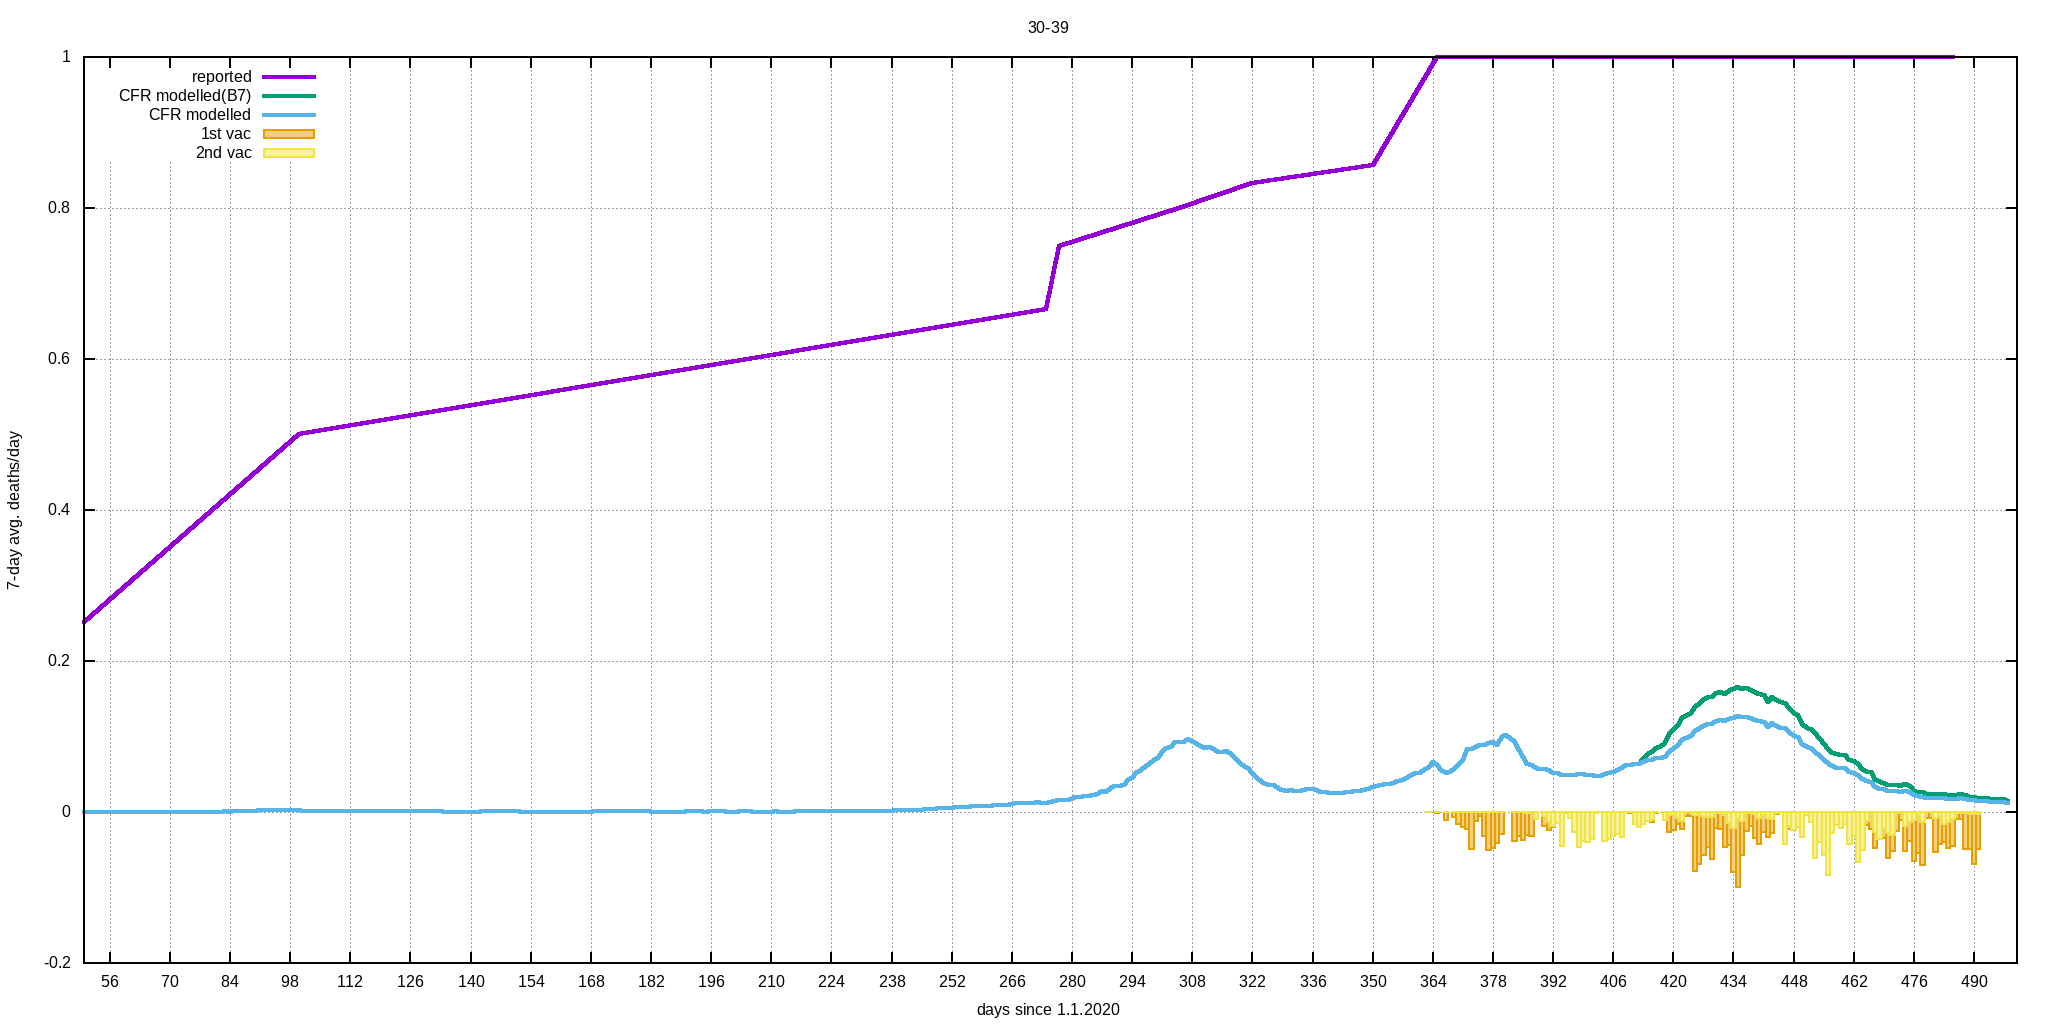 30-39
reported
CFR modelled(B7)
CFR modelled
1st vac
2nd vac
1
0.8
0.6
0.4
0.2
0
-0.2
7-day avg. deaths/day
56 70 84 98 112 126 140 154 168 182 196 210 224 238 252 266 280 294 308 322 336 350 364 378 392 406 420 434 448 462 476 490
days since 1.1.2020